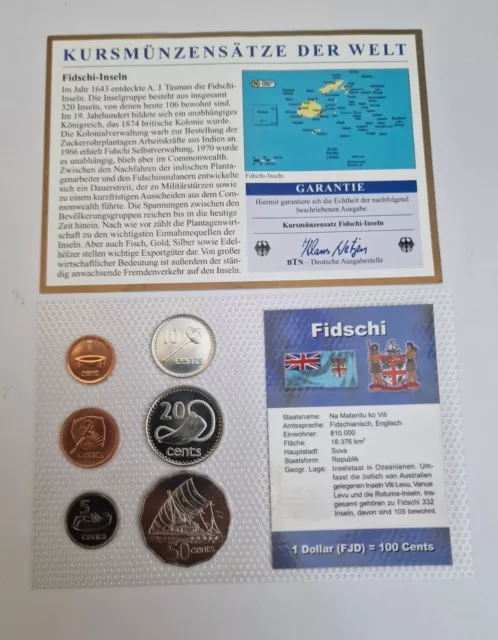 KURSMÜNZENSÄTZE DER WELT
Fidschi-Inseln
Im Jahr 1643 entdeckte A. J. Tasman die Fidschi-
Inseln. Die Inselgruppe besteht aus insgesamt
320 Inseln, von denen heute 106 bewohnt sind.
Im 19. Jahrhundert bildete sich ein unabhängiges
Königreich, das 1874 britische Kolonie wurde.
Die Kolonialverwaltung warb zur Bestellung der
Zuckerrohrplantagen Arbeitskräfte aus Indien an.
1966 erhielt Fidschi Selbstverwaltung, 1970 wurde
es unabhängig, blieb aber im Commonwealth.
Zwischen den Nachfahren der indischen Plantа-
genarbeiter und den Fidschiinsulanern entwickelte
sich ein Dauerstreit, der zu Militärstürzen sowie
zu einem kurzfristigen Ausscheiden aus dem Com-
monwealth führte. Die Spannungen zwischen den
Bevölkerungsgruppen reichen bis in die heutige
Zeit hinein. Nach wie vor zählt die Plantagenwirt-
schaft zu den wichtigsten Einnahmequellen der
Inseln. Aber auch Fisch, Gold, Silber sowie Edel-
hölzer stellen wichtige Exportgüter dar. Von großer
wirtschaftlicher Bedeutung ist außerdem der stän-
dig anwachsende Fremdenverkehr auf den Inseln.
Fidschi-Inseln
GARANTIE
Hiermit garantiere ich die Echtheit der nachfolgend
beschriebenen Ausgabe.
Kursmünzensatz Fidschi-Inseln
BTN – Deutsche Ausgabestelle
1
cent
10
cents
2
20
cents
5
cents
50 cents
Fidschi
Staatsname: Na Matanitu ko Viti
Amtssprache: Fidschianisch, Englisch
Einwohner: 810.000
Fläche: 18.376 km²
Hauptstadt: Suva
Staatsform: Republik
Geogr. Lage: Inselstaat in Ozeanien. Um-
fasst die östlich von Australien
gelegenen Inseln Viti Levu, Vanua
Levu und die Rotuma-Inseln. Ins-
gesamt gehören zu Fidschi 332
Inseln, davon sind 105 bewohnt.
1 Dollar (FJD) = 100 Cents